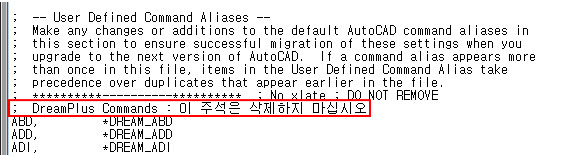 ;  -- User Defined Command Aliases --
;  Make any changes or additions to the default AutoCAD command aliases in
;  this section to ensure successful migration of these settings when you
;  upgrade to the next version of AutoCAD.  If a command alias appears more
;  than once in this file, items in the User Defined Command Alias take
;  precedence over duplicates that appear earlier in the file.
;  **********----------**********  ; No xlate ; DO NOT REMOVE
;  DreamPlus Commands : 이 주석은 삭제하지 마십시오
ABD,        *DREAM_ABD
ADD,        *DREAM_ADD
ADI,        *DREAM_ADI